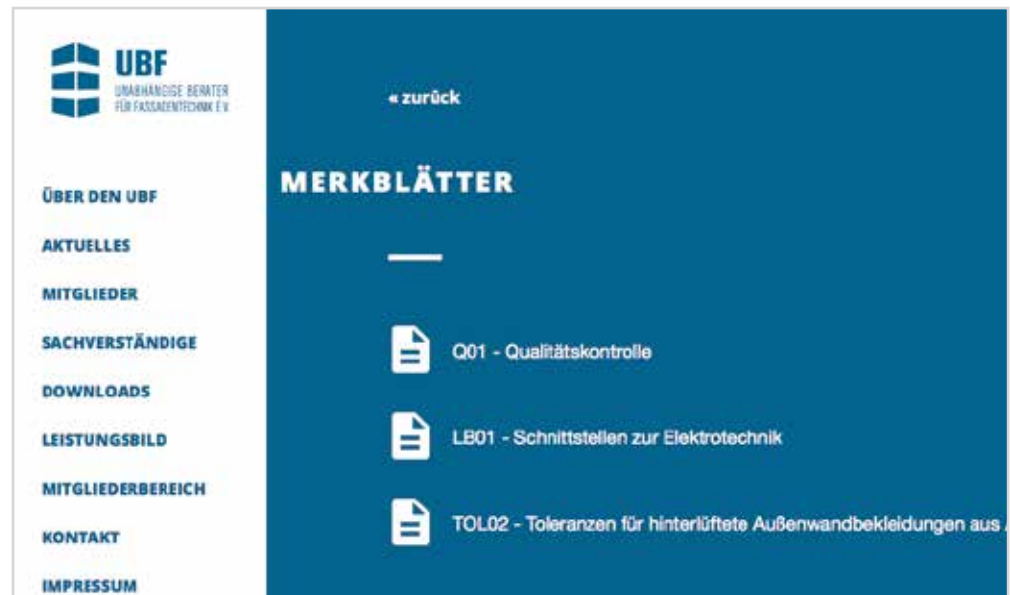 UBF
UNABHÄNGIGE BERATER
FÜR FASSADENTECHNIK E.V.
ÜBER DEN UBF
AKTUELLES
MITGLIEDER
SACHVERSTÄNDIGE
DOWNLOADS
LEISTUNGSBILD
MITGLIEDERBEREICH
KONTAKT
IMPRESSUM
« zurück
MERKBLÄTTER
Q01 - Qualitätskontrolle
LB01 - Schnittstellen zur Elektrotechnik
TOL02 - Toleranzen für hinterlüftete Außenwandbekleidungen aus